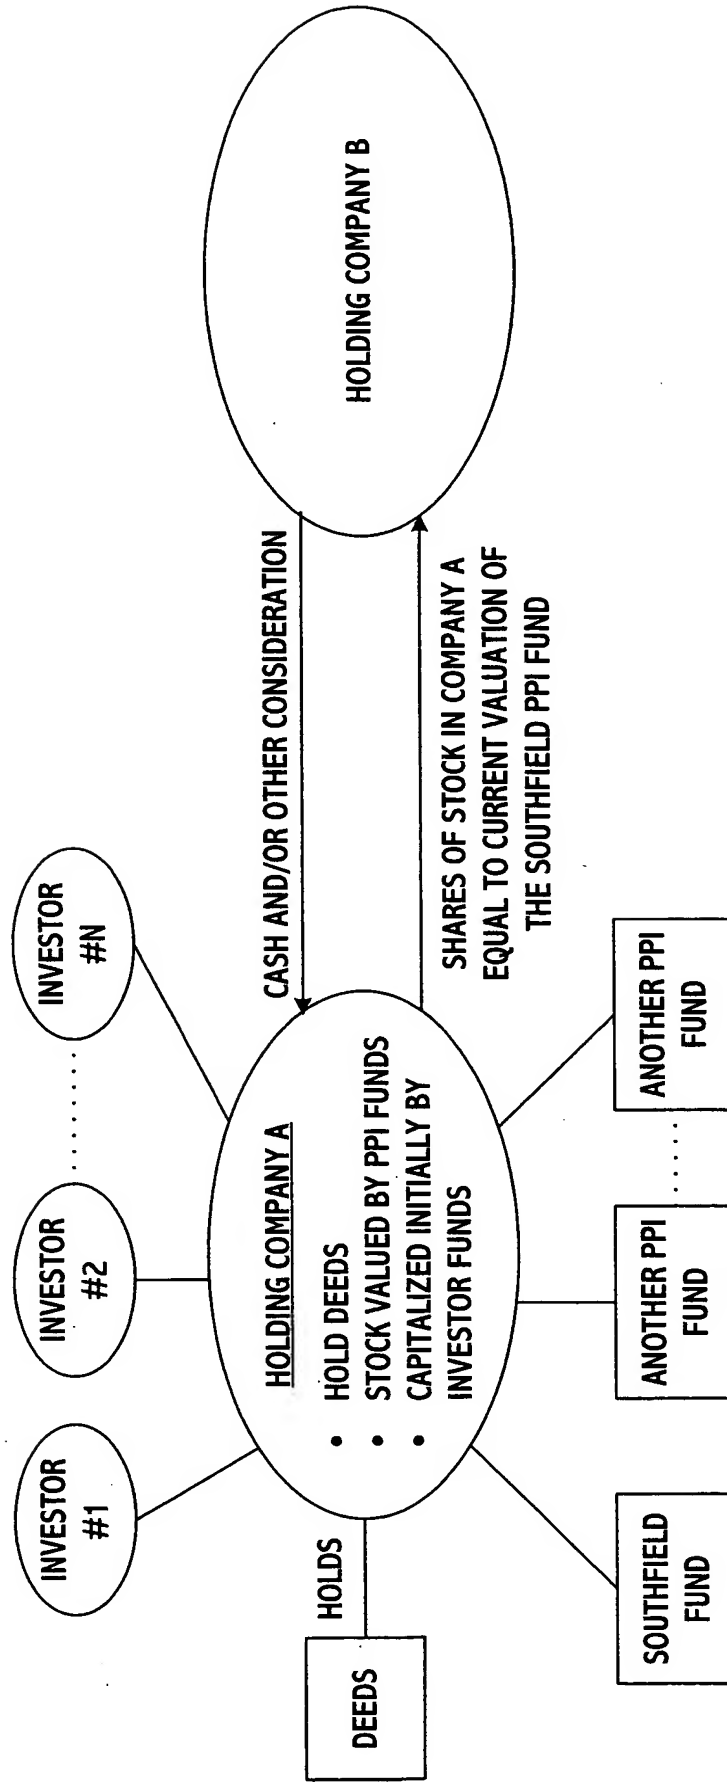 INVESTOR
#1
INVESTOR
#2
INVESTOR
#N
DEEDS
HOLDS
HOLDING COMPANY A
• HOLD DEEDS
• STOCK VALUED BY PPI FUNDS
• CAPITALIZED INITIALLY BY
INVESTOR FUNDS
CASH AND/OR OTHER CONSIDERATION
SHARES OF STOCK IN COMPANY A
EQUAL TO CURRENT VALUATION OF
THE SOUTHFIELD PPI FUND
HOLDING COMPANY B
SOUTHFIELD
FUND
ANOTHER PPI
FUND
ANOTHER PPI
FUND